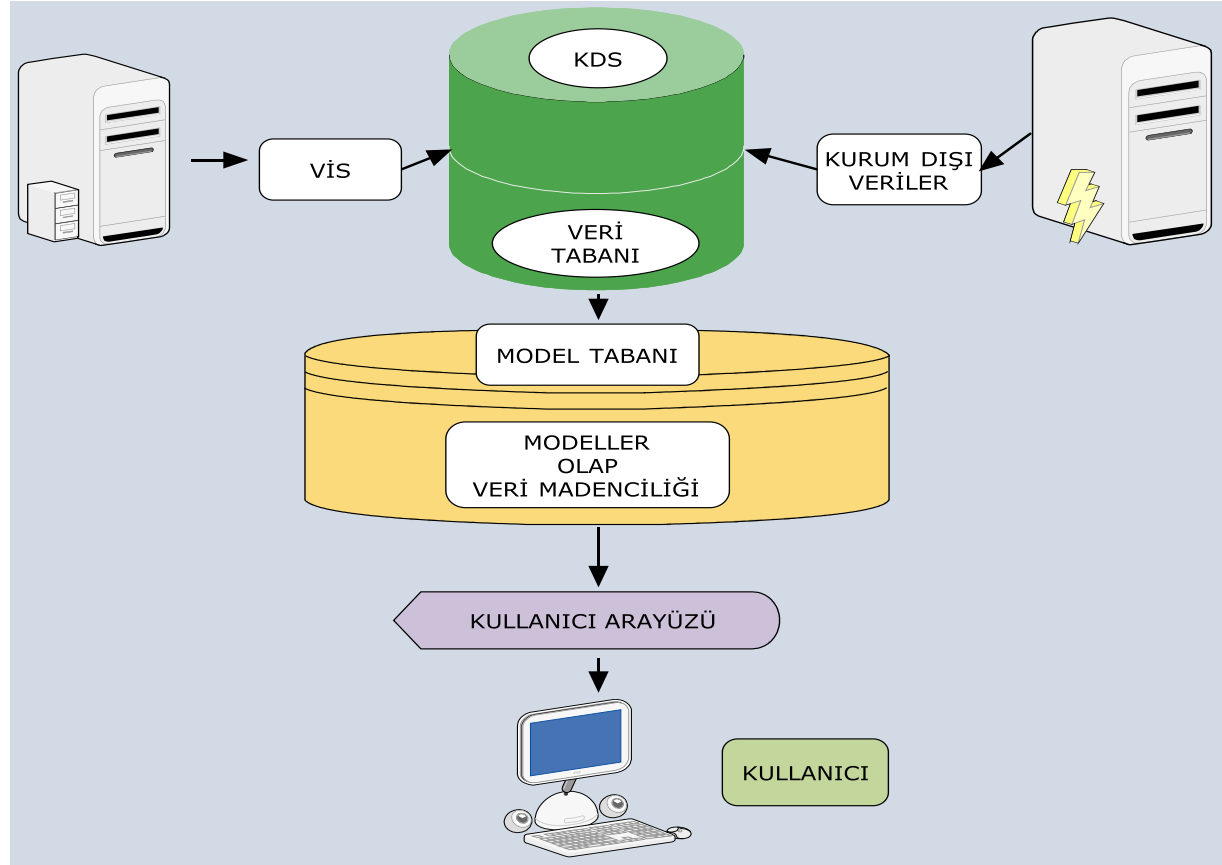 KDS
VİS
KURUM DIŞI
VERİLER
VERİ
TABANI
MODEL TABANI
MODELLER
OLAP
VERİ MADENCİLİĞİ
KULLANICI ARAYÜZÜ
KULLANICI